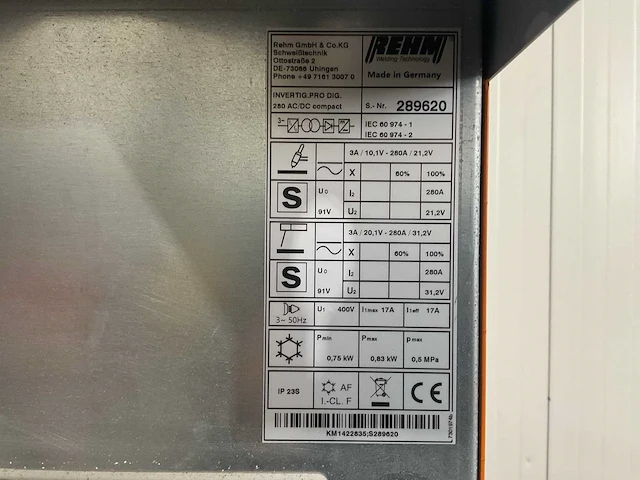 Rehm GmbH & Co.KG
Schweißtechnik
Ottostraße 2
DE-73066 Uhingen
Phone +49 7161 3007 0
REHM
Welding Technology
Made in Germany
INVERTIG.PRO DIG.
280 AC/DC compact
S.- Nr. 289620
3~
IEC 60 974 - 1
IEC 60 974 - 2
3A / 10,1V - 280A / 21,2V
X 60% 100%
S U0 I2 280A
91V U2 21,2V
3A / 20,1V - 280A / 31,2V
X 60% 100%
S U0 I2 280A
91V U2 31,2V
3~ 50Hz U1 400V I1max 17A I1eff 17A
Pmin Pmax pmax
0,75 kW 0,83 kW 0,5 MPa
IP 23S AF
I.-CL. F
CE
KM1422835;S289620